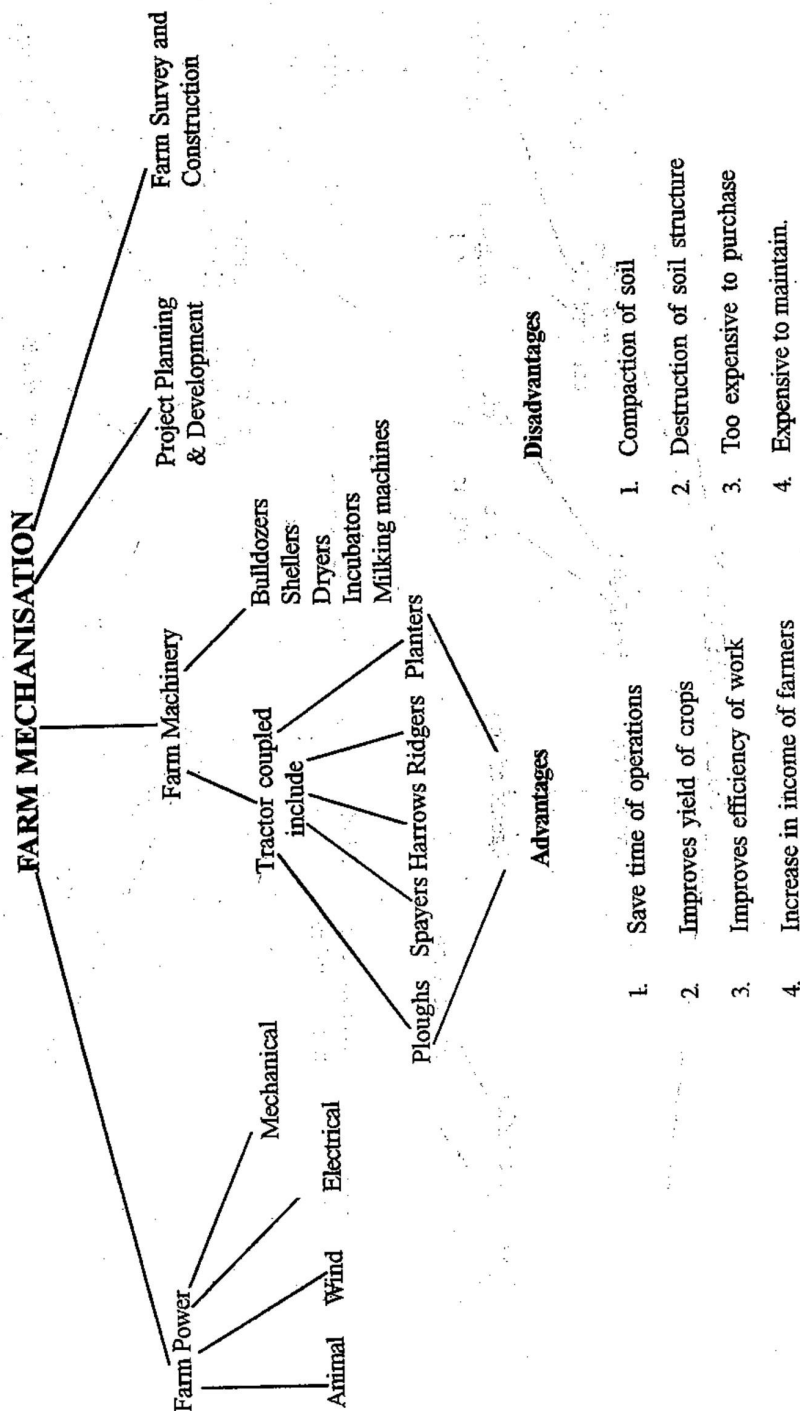 FARM MECHANISATION
Farm Power
Farm Machinery
Project Planning
& Development
Farm Survey and
Construction
Animal
Wind
Electrical
Mechanical
Tractor coupled
include
Bulldozers
Shellers
Dryers
Incubators
Milking machines
Ploughs
Spayers
Harrows
Ridgers
Planters
Advantages
1. Save time of operations
2. Improves yield of crops
3. Improves efficiency of work
4. Increase in income of farmers
Disadvantages
1. Compaction of soil
2. Destruction of soil structure
3. Too expensive to purchase
4. Expensive to maintain.